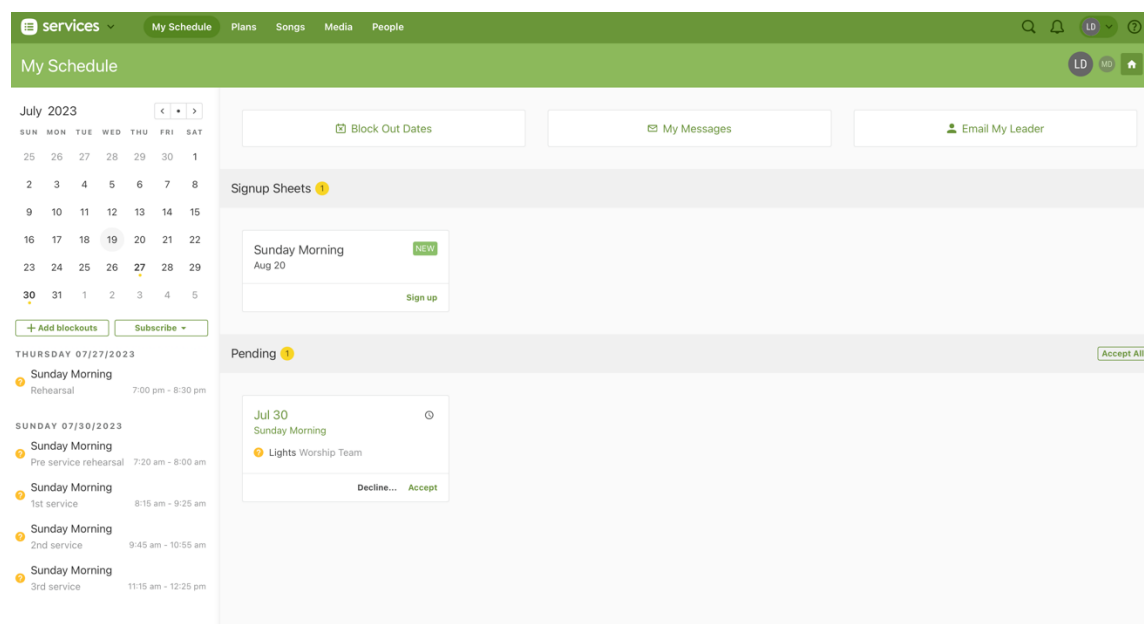 services
My Schedule Plans Songs Media People
LD
My Schedule
LD MD
July 2023
SUN MON TUE WED THU FRI SAT
25 26 27 28 29 30 1
2 3 4 5 6 7 8
9 10 11 12 13 14 15
16 17 18 19 20 21 22
23 24 25 26 27 28 29
30 31 1 2 3 4 5
+ Add blockouts Subscribe
THURSDAY 07/27/2023
? Sunday Morning
Rehearsal 7:00 pm - 8:30 pm
SUNDAY 07/30/2023
? Sunday Morning
Pre service rehearsal 7:20 am - 8:00 am
? Sunday Morning
1st service 8:15 am - 9:25 am
? Sunday Morning
2nd service 9:45 am - 10:55 am
? Sunday Morning
3rd service 11:15 am - 12:25 pm
Block Out Dates My Messages Email My Leader
Signup Sheets 1
Sunday Morning NEW
Aug 20
Sign up
Pending 1 Accept All
Jul 30
Sunday Morning
? Lights Worship Team
Decline... Accept